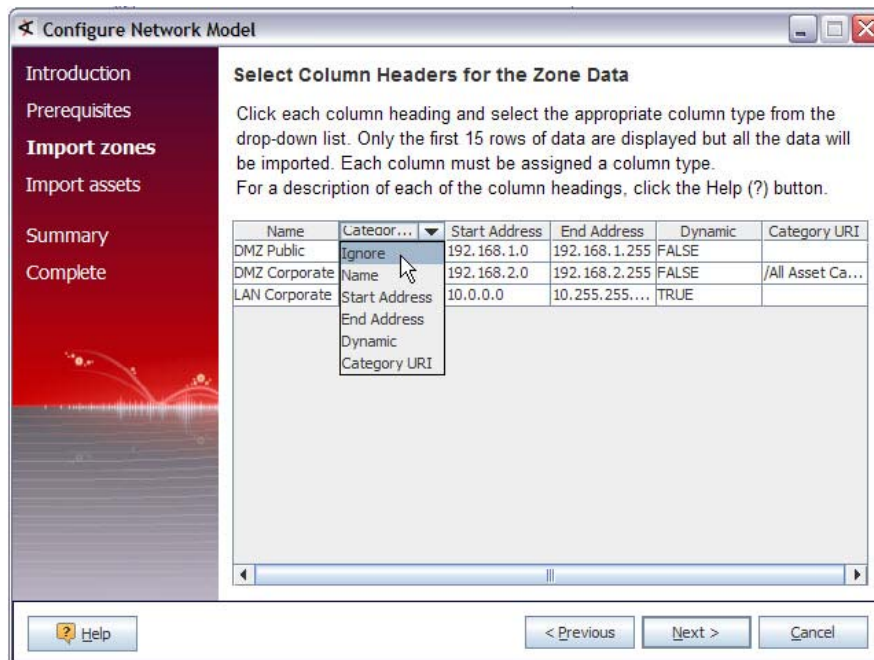 Configure Network Model
Introduction
Prerequisites
Import zones
Import assets
Summary
Complete
Select Column Headers for the Zone Data
Click each column heading and select the appropriate column type from the
drop-down list. Only the first 15 rows of data are displayed but all the data will
be imported. Each column must be assigned a column type.
For a description of each of the column headings, click the Help (?) button.
Name Categor... Start Address End Address Dynamic Category URI
DMZ Public 192.168.1.0 192.168.1.255 FALSE
DMZ Corporate 192.168.2.0 192.168.2.255 FALSE /All Asset Ca...
LAN Corporate 10.0.0.0 10.255.255.... TRUE
Ignore
Name
Start Address
End Address
Dynamic
Category URI
? Help < Previous Next > Cancel